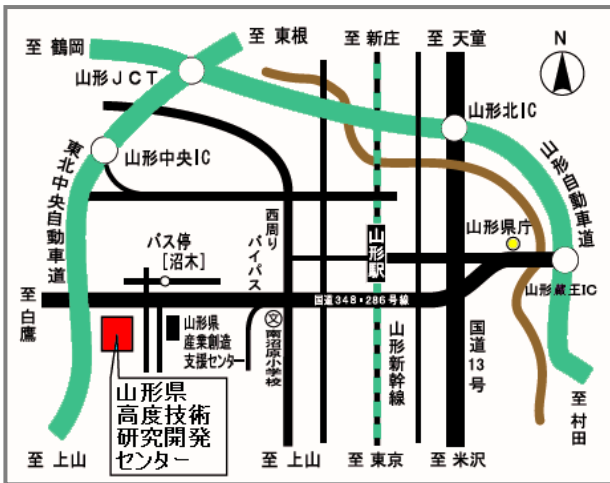 至 鶴岡
至 東根
至 新庄
至 天童
N
山形JCT
山形北IC
山形中央IC
山形自動車道
東北中央自動車道
西周り
バイパス
山形駅
山形県庁
バス停
[沼木]
山形蔵王IC
至 白鷹
国道348・286号線
山形県
産業創造
支援センター
文
南沼原小学校
山形新幹線
国道13号
山形県
高度技術
研究開発
センター
至 村田
至 上山
至 上山
至 東京
至 米沢